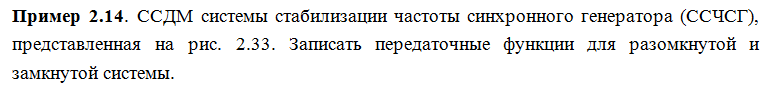 Пример 2.14. ССДМ системы стабилизации частоты синхронного генератора (ССЧСГ),
представленная на рис. 2.33. Записать передаточные функции для разомкнутой и
замкнутой системы.